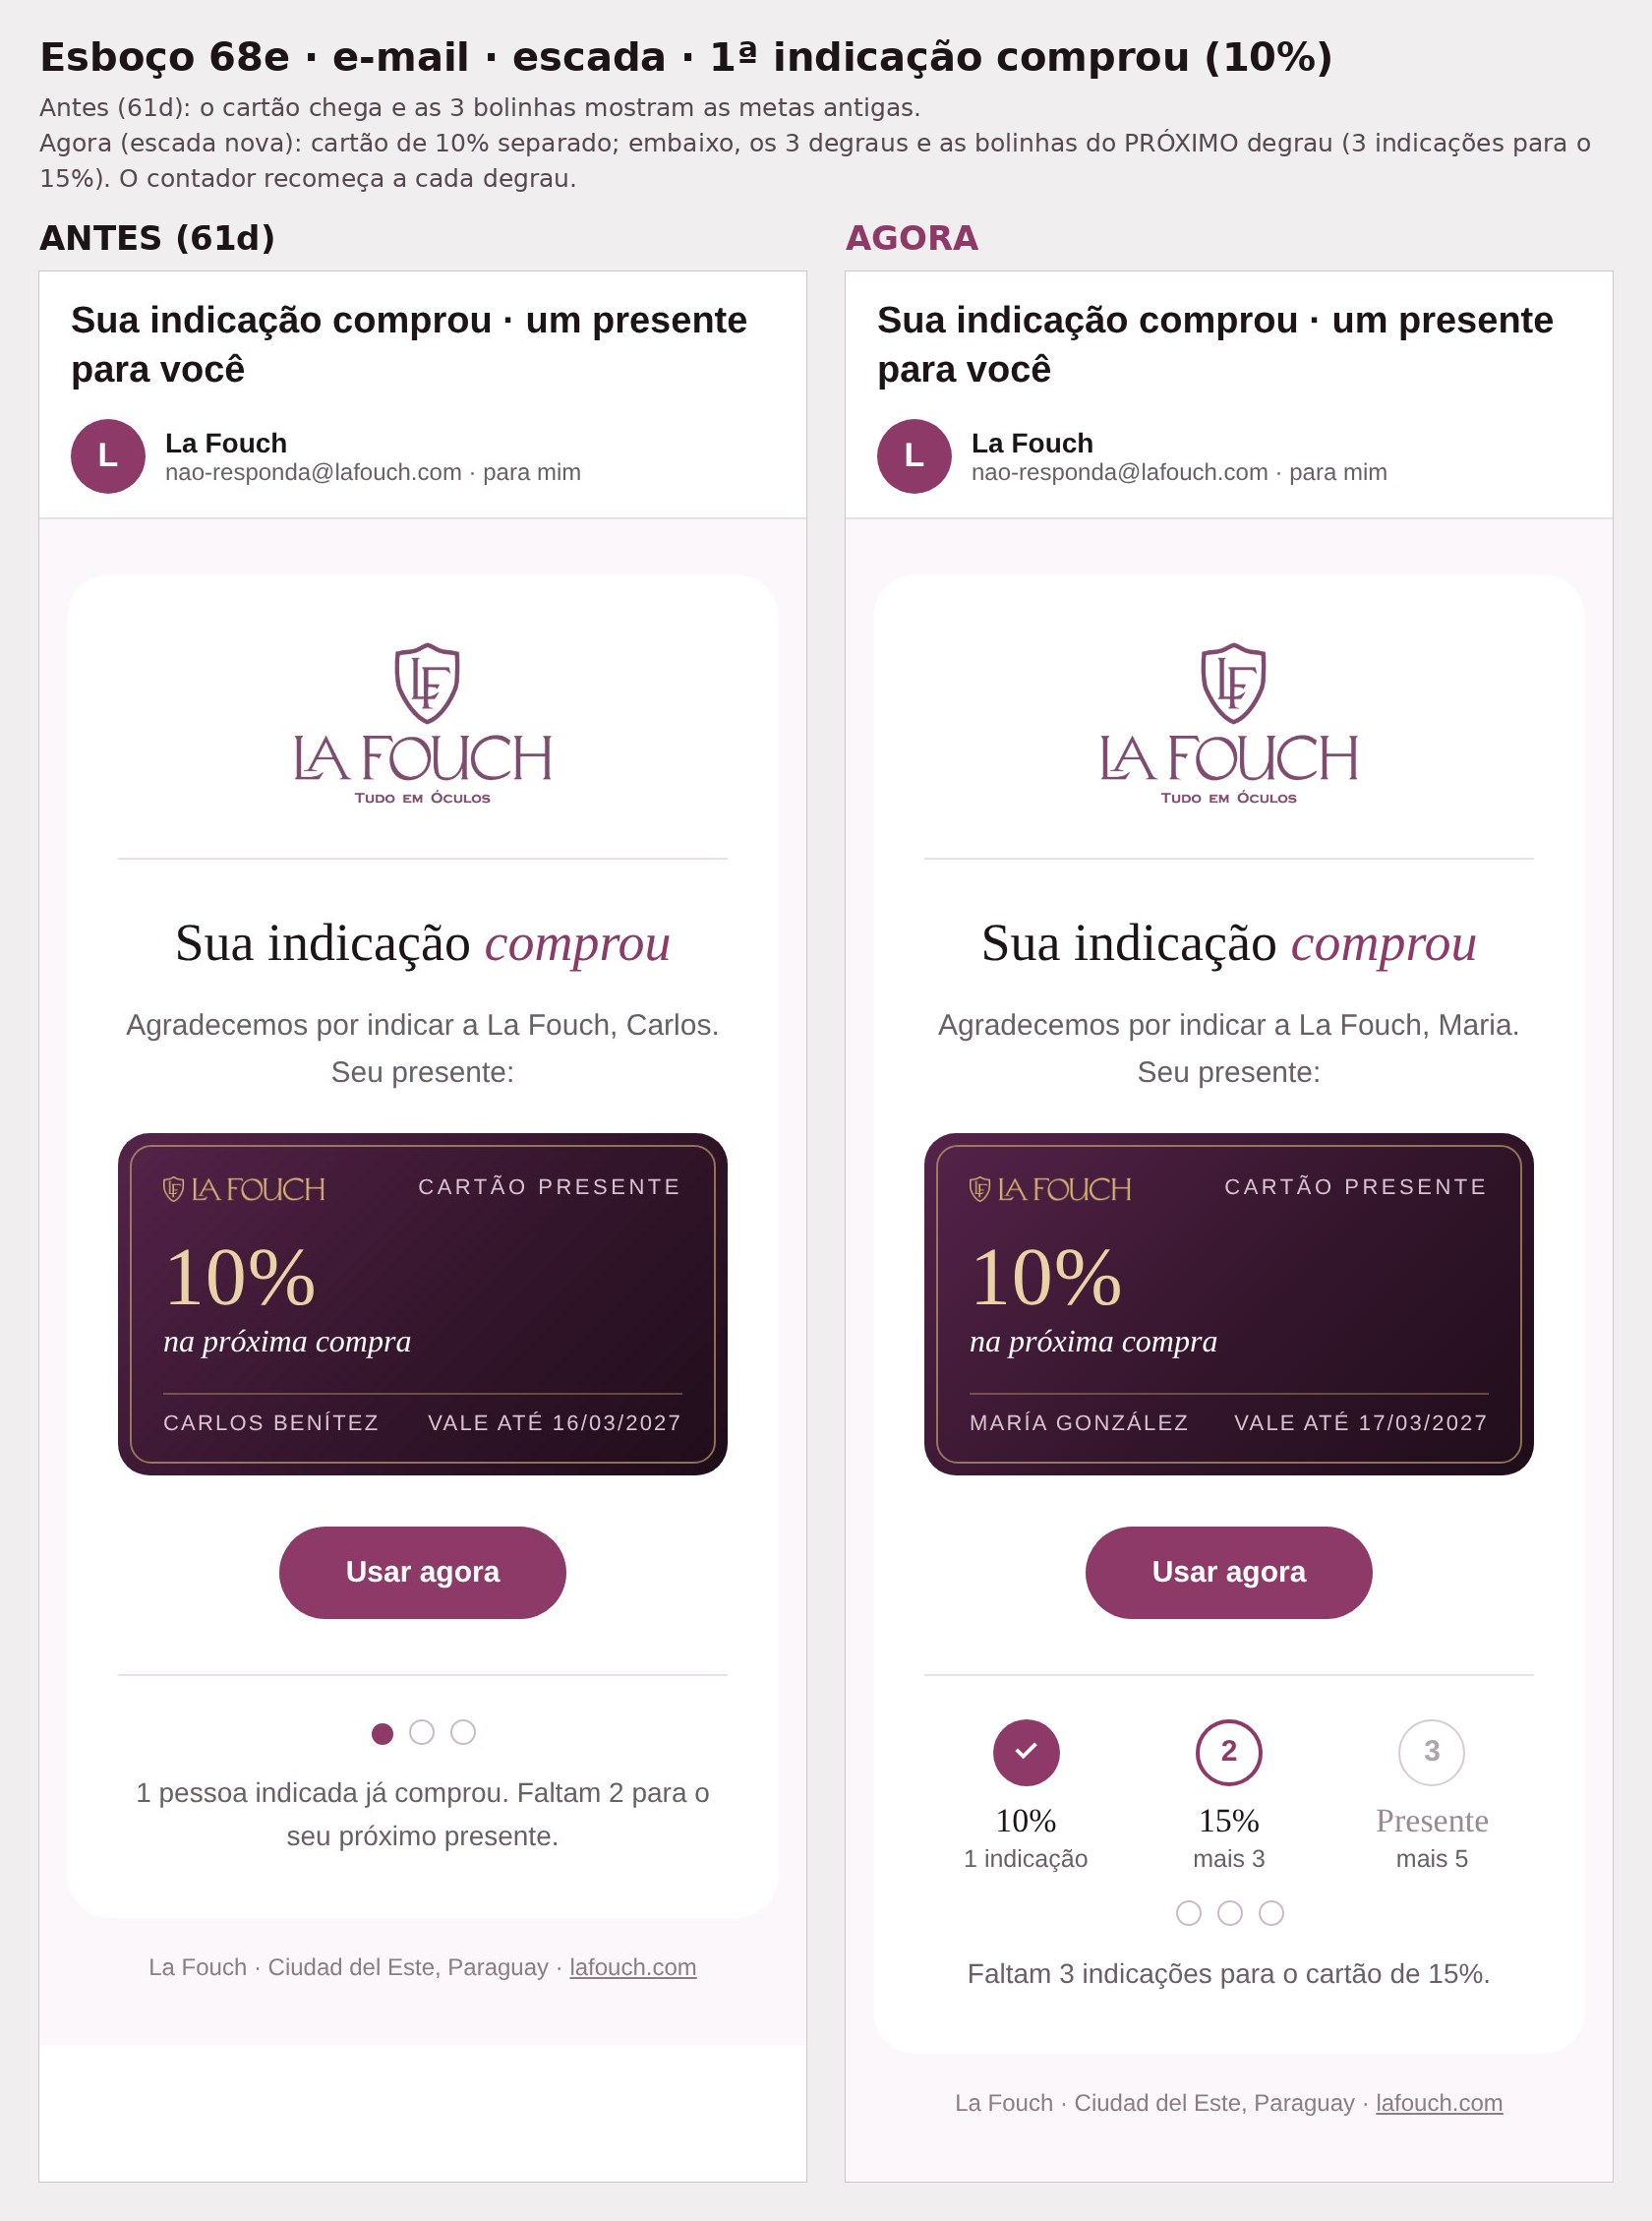 Esboço 68e · e-mail · escada · 1ª indicação comprou (10%)
Antes (61d): o cartão chega e as 3 bolinhas mostram as metas antigas.
Agora (escada nova): cartão de 10% separado; embaixo, os 3 degraus e as bolinhas do PRÓXIMO degrau (3 indicações para o
15%). O contador recomeça a cada degrau.
ANTES (61d)
Sua indicação comprou · um presente
para você
L
La Fouch
nao-responda@lafouch.com · para mim
LF
LA FOUCH
Tudo em Óculos
Sua indicação comprou
Agradecemos por indicar a La Fouch, Carlos.
Seu presente:
LF LA FOUCH
CARTÃO PRESENTE
10%
na próxima compra
CARLOS BENÍTEZ
VALE ATÉ 16/03/2027
Usar agora
1 pessoa indicada já comprou. Faltam 2 para o
seu próximo presente.
La Fouch · Ciudad del Este, Paraguay · lafouch.com
AGORA
Sua indicação comprou · um presente
para você
L
La Fouch
nao-responda@lafouch.com · para mim
LF
LA FOUCH
Tudo em Óculos
Sua indicação comprou
Agradecemos por indicar a La Fouch, Maria.
Seu presente:
LF LA FOUCH
CARTÃO PRESENTE
10%
na próxima compra
MARÍA GONZÁLEZ
VALE ATÉ 17/03/2027
Usar agora
2
3
10%
15%
Presente
1 indicação
mais 3
mais 5
Faltam 3 indicações para o cartão de 15%.
La Fouch · Ciudad del Este, Paraguay · lafouch.com